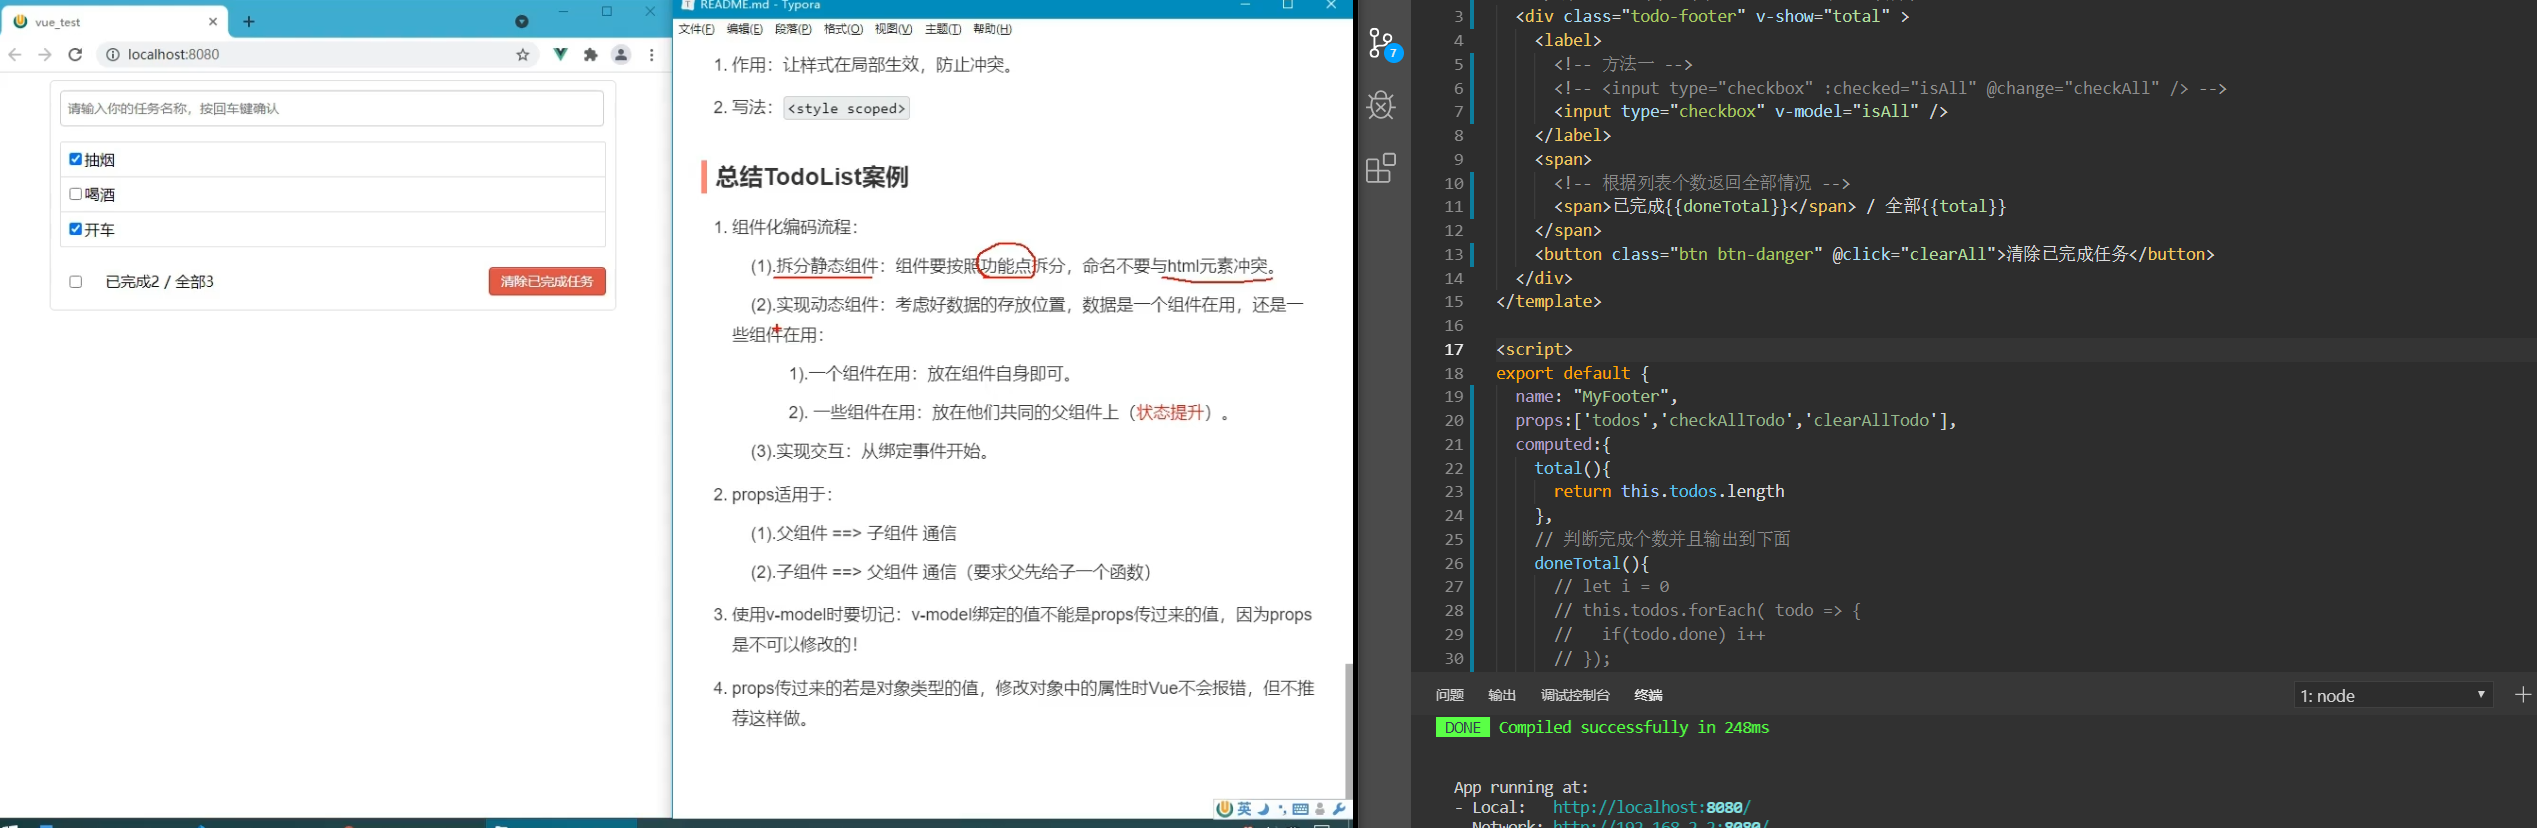 vue_test
localhost:8080
请输入你的任务名称，按回车键确认
抽烟
喝酒
开车
已完成2 / 全部3
清除已完成任务
README.md - Typora
文件(F) 编辑(E) 段落(P) 格式(O) 视图(V) 主题(T) 帮助(H)
1. 作用：让样式在局部生效，防止冲突。
2. 写法：<style scoped>
总结TodoList案例
1. 组件化编码流程：
(1).拆分静态组件：组件要按照功能点拆分，命名不要与html元素冲突。
(2).实现动态组件：考虑好数据的存放位置，数据是一个组件在用，还是一
些组件在用：
1).一个组件在用：放在组件自身即可。
2). 一些组件在用：放在他们共同的父组件上（状态提升）。
(3).实现交互：从绑定事件开始。
2. props适用于：
(1).父组件 ==> 子组件 通信
(2).子组件 ==> 父组件 通信（要求父先给子一个函数）
3. 使用v-model时要切记：v-model绑定的值不能是props传过来的值，因为props
是不可以修改的！
4. props传过来的若是对象类型的值，修改对象中的属性时Vue不会报错，但不推
荐这样做。
英
7
3 <div class="todo-footer" v-show="total" >
4 <label>
5 <!-- 方法一 -->
6 <!-- <input type="checkbox" :checked="isAll" @change="checkAll" /> -->
7 <input type="checkbox" v-model="isAll" />
8 </label>
9 <span>
10 <!-- 根据列表个数返回全部情况 -->
11 <span>已完成{{doneTotal}}</span> / 全部{{total}}
12 </span>
13 <button class="btn btn-danger" @click="clearAll">清除已完成任务</button>
14 </div>
15 </template>
16
17 <script>
18 export default {
19 name: "MyFooter",
20 props:['todos','checkAllTodo','clearAllTodo'],
21 computed:{
22 total(){
23 return this.todos.length
24 },
25 // 判断完成个数并且输出到下面
26 doneTotal(){
27 // let i = 0
28 // this.todos.forEach( todo => {
29 //   if(todo.done) i++
30 // });
问题 输出 调试控制台 终端
1: node
DONE Compiled successfully in 248ms
App running at:
- Local: http://localhost:8080/
- Network: http://192.168.2.2:8080/